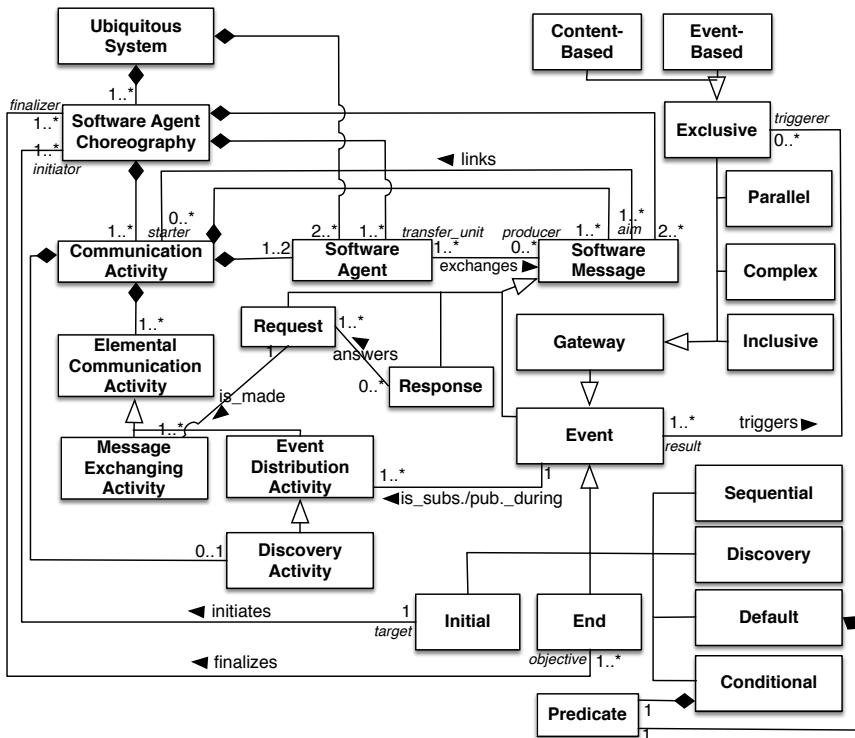 Ubiquitous
System
Content-
Based
Event-
Based
finalizer
1..*
1..*
Software Agent
Choreography
1..*
initiator
Exclusive
triggerer
0..*
links
Parallel
1..*
0..*
starter
2..*
1..*
transfer_unit
producer
1..*
1..*
aim
2..*
Communication
Activity
1..2
Software
Agent
1..*
exchanges
0..*
Software
Message
Complex
1..*
Elemental
Communication
Activity
Request
1
1..*
answers
0..*
Response
Gateway
Inclusive
is_made
1..*
Message
Exchanging
Activity
Event
Distribution
Activity
1..*
is_subs./pub._during
Event
1
1..*
result
triggers
Sequential
0..1
Discovery
Activity
Discovery
initiates
1
target
Initial
End
objective
1..*
Default
finalizes
Conditional
Predicate
1
1